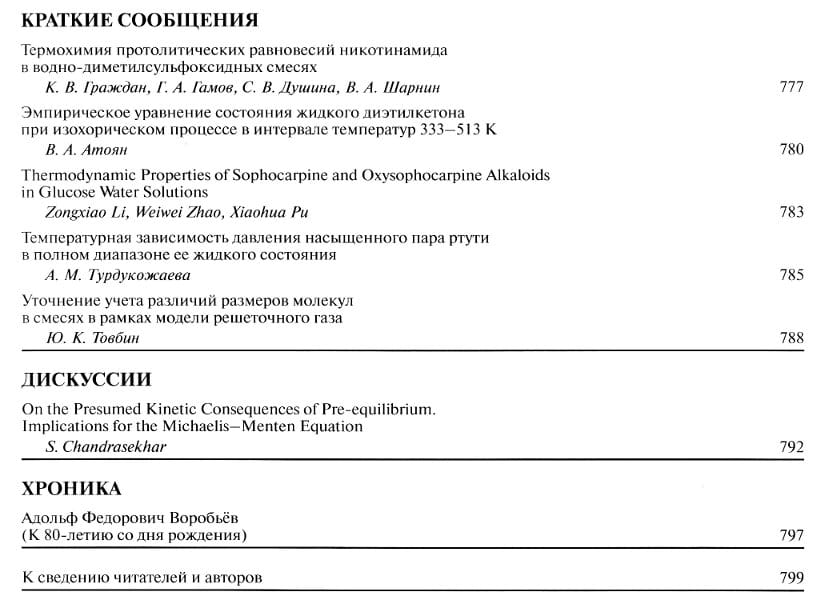 КРАТКИЕ СООБЩЕНИЯ
Термохимия протолитических равновесий никотинамида
в водно-диметилсульфоксидных смесях
К. В. Граждан, Г. А. Гамов, С. В. Душина, В. А. Шарнин 777
Эмпирическое уравнение состояния жидкого диэтилкетона
при изохорическом процессе в интервале температур 333–513 К
В. А. Атоян 780
Thermodynamic Properties of Sophocarpine and Oxysophocarpine Alkaloids
in Glucose Water Solutions
Zongxiao Li, Weiwei Zhao, Xiaohua Pu 783
Температурная зависимость давления насыщенного пара ртути
в полном диапазоне ее жидкого состояния
А. М. Турдукожаева 785
Уточнение учета различий размеров молекул
в смесях в рамках модели решеточного газа
Ю. К. Товбин 788
ДИСКУССИИ
On the Presumed Kinetic Consequences of Pre-equilibrium.
Implications for the Michaelis–Menten Equation
S. Chandrasekhar 792
ХРОНИКА
Адольф Федорович Воробьёв
(К 80-летию со дня рождения) 797
К сведению читателей и авторов 799